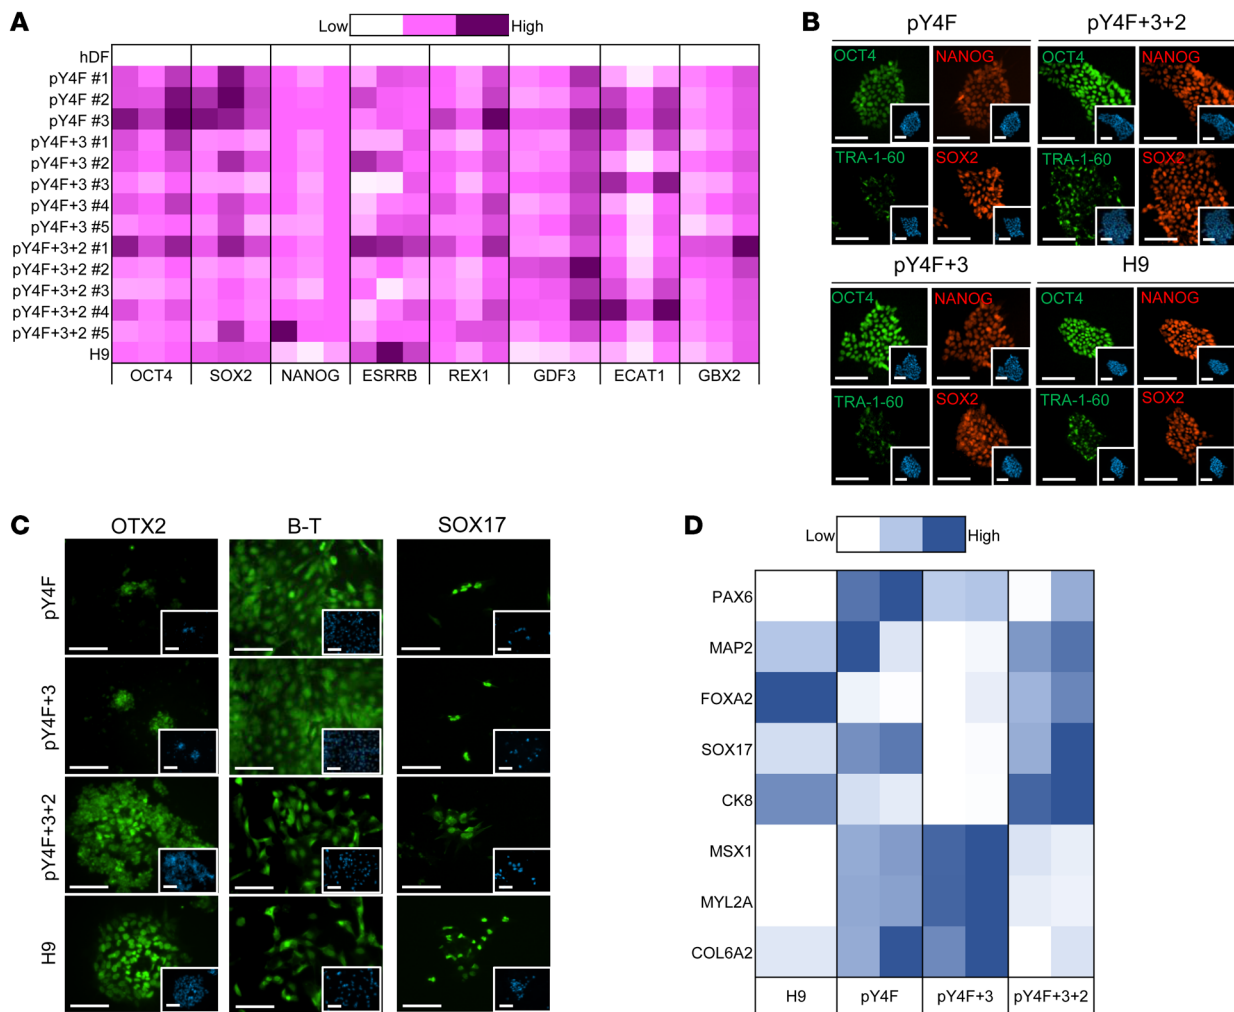 A
Low High
hDF
pY4F #1
pY4F #2
pY4F #3
pY4F+3 #1
pY4F+3 #2
pY4F+3 #3
pY4F+3 #4
pY4F+3 #5
pY4F+3+2 #1
pY4F+3+2 #2
pY4F+3+2 #3
pY4F+3+2 #4
pY4F+3+2 #5
H9
OCT4 SOX2 NANOG ESRRB REX1 GDF3 ECAT1 GBX2
B
pY4F pY4F+3+2
OCT4 NANOG OCT4 NANOG
TRA-1-60 SOX2 TRA-1-60 SOX2
pY4F+3 H9
OCT4 NANOG OCT4 NANOG
TRA-1-60 SOX2 TRA-1-60 SOX2
C
OTX2 B-T SOX17
pY4F
pY4F+3
pY4F+3+2
H9
D
Low High
PAX6
MAP2
FOXA2
SOX17
CK8
MSX1
MYL2A
COL6A2
H9 pY4F pY4F+3 pY4F+3+2